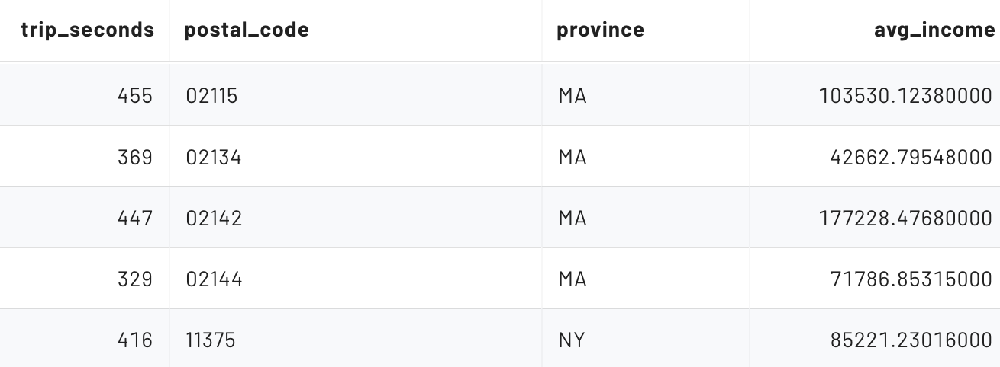 trip_seconds postal_code province avg_income
455 02115 MA 103530.12380000
369 02134 MA 42662.79548000
447 02142 MA 177228.47680000
329 02144 MA 71786.85315000
416 11375 NY 85221.23016000